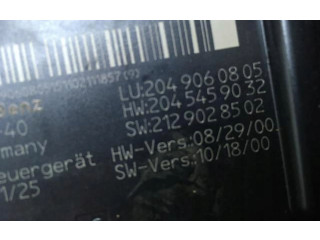 LU:204 906 08 05
enz HW:204 545 90 32
-40 SW:212 902 85 02
rmany HW-Vers:08/29/00.
euergerät SW-Vers:10/18/00
1/25